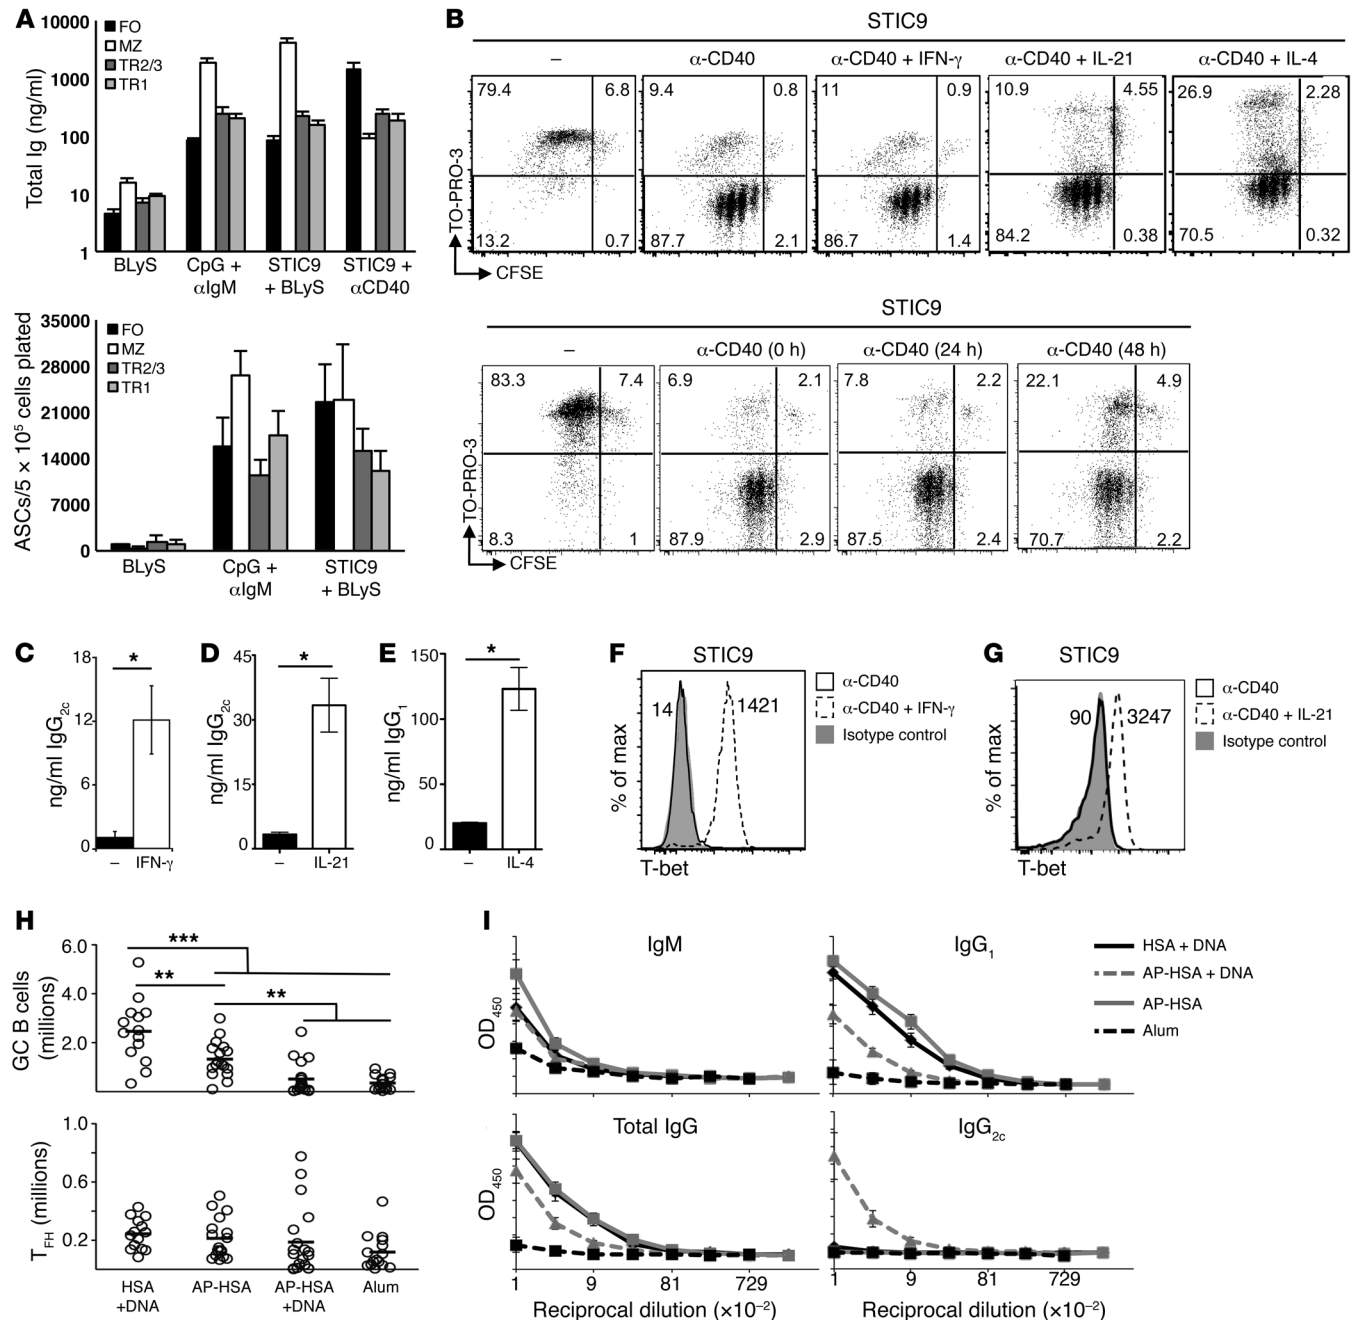 A
Total Ig (ng/ml)
10000
1000
100
10
1
FO
MZ
TR2/3
TR1
BLyS
CpG +
αIgM
STIC9
+ BLyS
STIC9 +
αCD40
ASCs/5 × 10⁵ cells plated
35000
28000
21000
14000
7000
0
FO
MZ
TR2/3
TR1
BLyS
CpG +
αIgM
STIC9
+ BLyS
B
STIC9
–
α-CD40
α-CD40 + IFN-γ
α-CD40 + IL-21
α-CD40 + IL-4
79.4 6.8
13.2 0.7
9.4 0.8
87.7 2.1
11 0.9
86.7 1.4
10.9 4.55
84.2 0.38
26.9 2.28
70.5 0.32
TO-PRO-3
CFSE
STIC9
–
α-CD40 (0 h)
α-CD40 (24 h)
α-CD40 (48 h)
83.3 7.4
8.3 1
6.9 2.1
87.9 2.9
7.8 2.2
87.5 2.4
22.1 4.9
70.7 2.2
TO-PRO-3
CFSE
C
ng/ml IgG2c
18
12
6
0
*
–
IFN-γ
D
ng/ml IgG2c
45
30
15
0
*
–
IL-21
E
ng/ml IgG1
150
100
50
0
*
–
IL-4
F
STIC9
% of max
14
1421
T-bet
α-CD40
α-CD40 + IFN-γ
Isotype control
G
STIC9
% of max
90
3247
T-bet
α-CD40
α-CD40 + IL-21
Isotype control
H
GC B cells
(millions)
6.0
4.0
2.0
***
**
**
TFH (millions)
1.0
0.6
0.2
HSA
+DNA
AP-HSA
AP-HSA
+DNA
Alum
I
IgM
OD450
IgG1
HSA + DNA
AP-HSA + DNA
AP-HSA
Alum
Total IgG
OD450
1
9
81
729
Reciprocal dilution (×10⁻²)
IgG2c
1
9
81
729
Reciprocal dilution (×10⁻²)